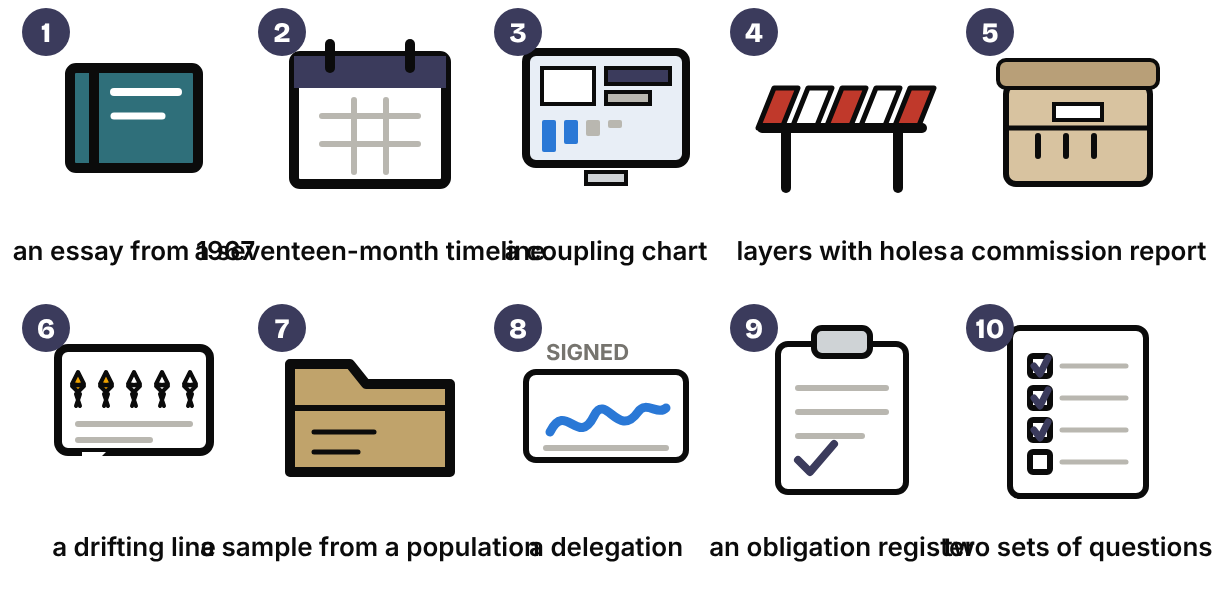 1
2
3
4
5
an essay from 1967
a seventeen-month timeline
a coupling chart
layers with holes
a commission report
6
7
8
9
10
SIGNED
a drifting line
a sample from a population
a delegation
an obligation register
two sets of questions